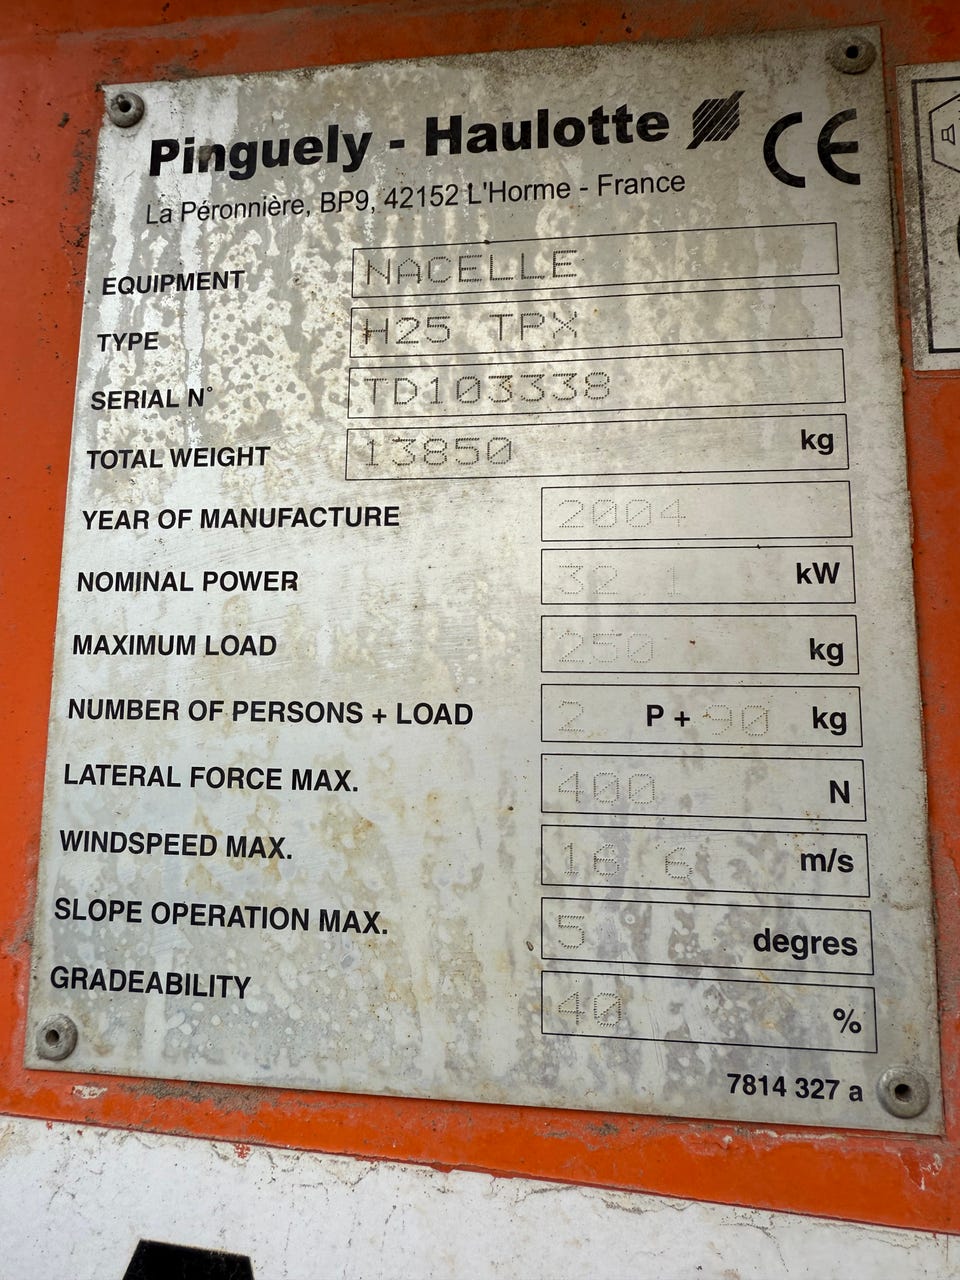 Pinguely - Haulotte CE
La Péronnière, BP9, 42152 L'Horme - France
EQUIPMENT NACELLE
TYPE H25 TPX
SERIAL N° TD103338
TOTAL WEIGHT 13850 kg
YEAR OF MANUFACTURE 2004
NOMINAL POWER 32 1 kW
MAXIMUM LOAD 250 kg
NUMBER OF PERSONS + LOAD 2 P + 90 kg
LATERAL FORCE MAX. 400 N
WINDSPEED MAX. 16 6 m/s
SLOPE OPERATION MAX. 5 degres
GRADEABILITY 40 %
7814 327 a